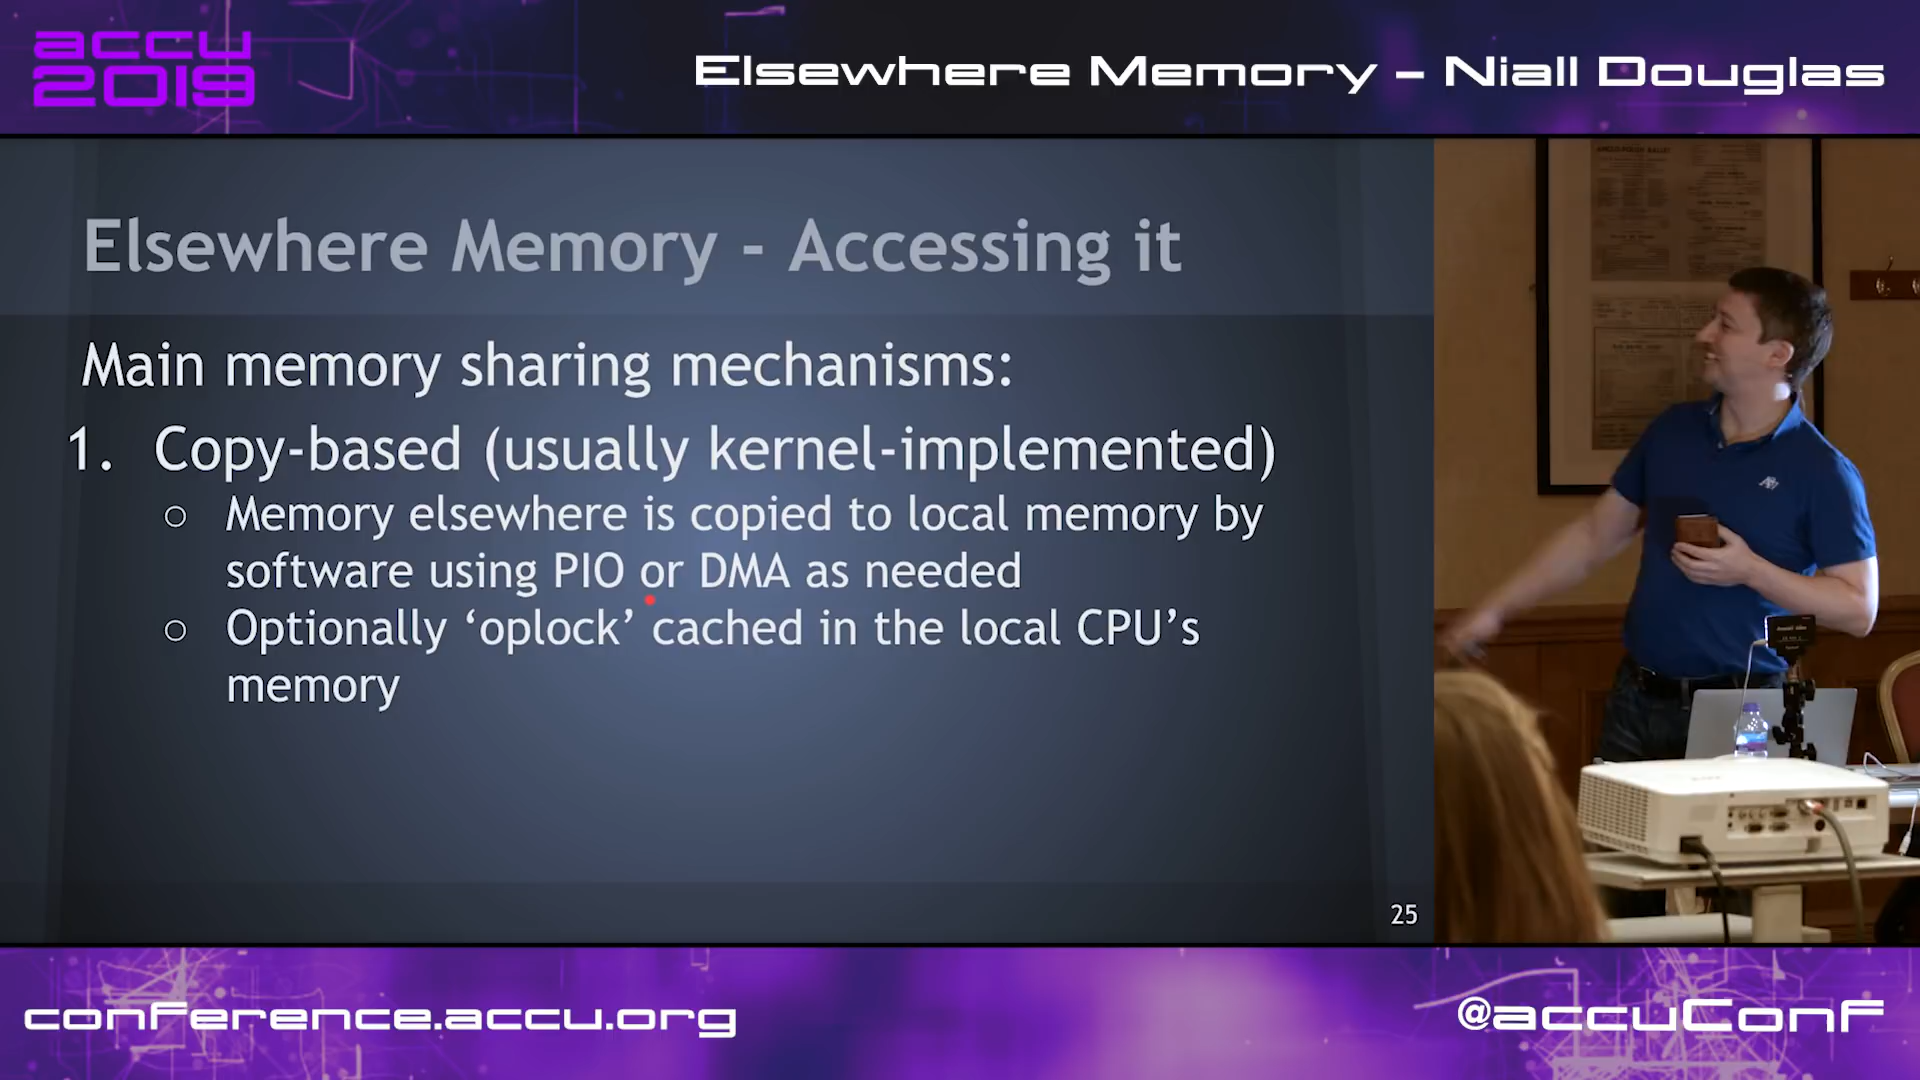 accu
2019
Elsewhere Memory – Niall Douglas
Elsewhere Memory - Accessing it
Main memory sharing mechanisms:
1. Copy-based (usually kernel-implemented)
○ Memory elsewhere is copied to local memory by
software using PIO or DMA as needed
○ Optionally ‘oplock’ cached in the local CPU’s
memory
25
conference.accu.org
@accuConf